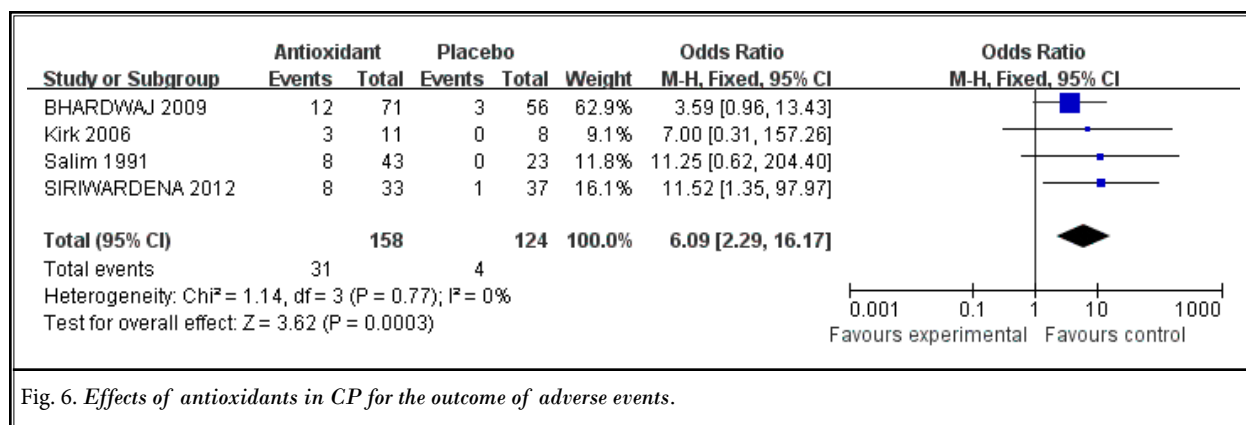 Antioxidant Placebo Odds Ratio Odds Ratio
Study or Subgroup Events Total Events Total Weight M-H, Fixed, 95% CI M-H, Fixed, 95% CI
BHARDWAJ 2009 12 71 3 56 62.9% 3.59 [0.96, 13.43]
Kirk 2006 3 11 0 8 9.1% 7.00 [0.31, 157.26]
Salim 1991 8 43 0 23 11.8% 11.25 [0.62, 204.40]
SIRIWARDENA 2012 8 33 1 37 16.1% 11.52 [1.35, 97.97]
Total (95% CI) 158 124 100.0% 6.09 [2.29, 16.17]
Total events 31 4
Heterogeneity: Chi² = 1.14, df = 3 (P = 0.77); I² = 0%
Test for overall effect: Z = 3.62 (P = 0.0003)
0.001 0.1 1 10 1000
Favours experimental Favours control
Fig. 6. Effects of antioxidants in CP for the outcome of adverse events.